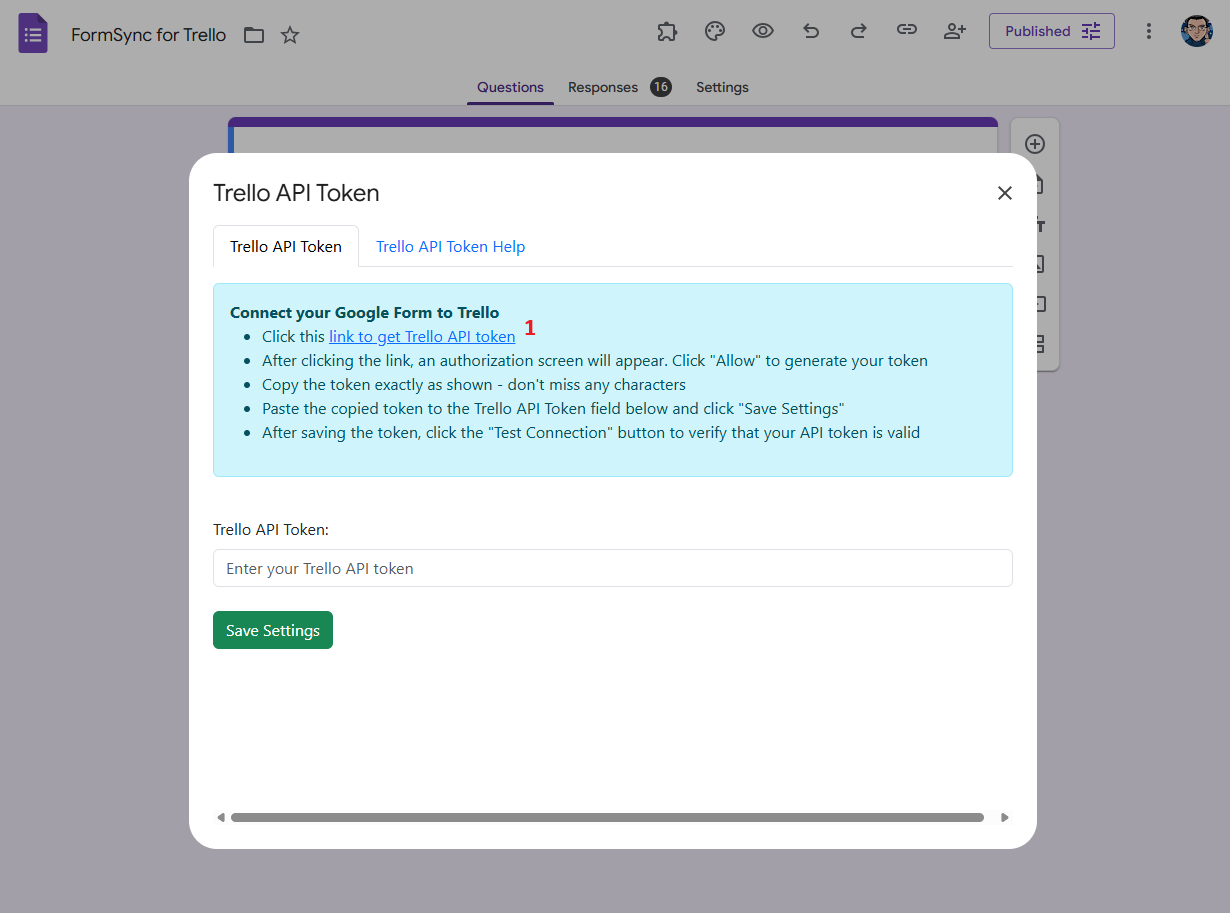 FormSync for Trello
Published
Questions
Responses 16
Settings
Trello API Token
Trello API Token
Trello API Token Help
Connect your Google Form to Trello
Click this link to get Trello API token 1
After clicking the link, an authorization screen will appear. Click "Allow" to generate your token
Copy the token exactly as shown - don't miss any characters
Paste the copied token to the Trello API Token field below and click "Save Settings"
After saving the token, click the "Test Connection" button to verify that your API token is valid
Trello API Token:
Enter your Trello API token
Save Settings